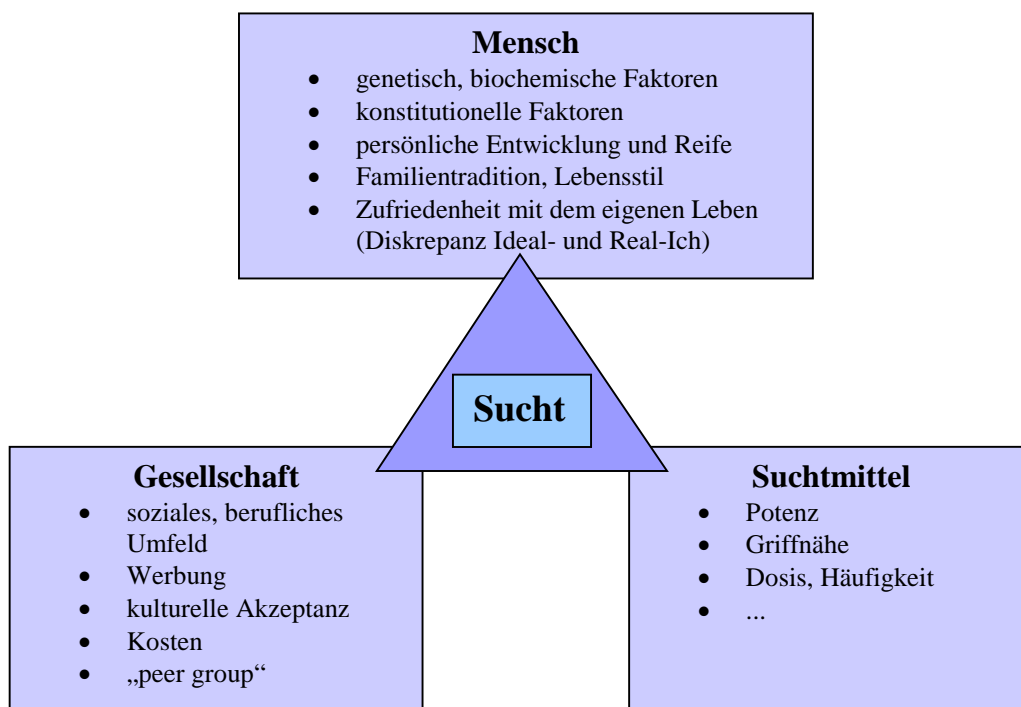 Mensch
• genetisch, biochemische Faktoren
• konstitutionelle Faktoren
• persönliche Entwicklung und Reife
• Familientradition, Lebensstil
• Zufriedenheit mit dem eigenen Leben
(Diskrepanz Ideal- und Real-Ich)
Sucht
Gesellschaft
• soziales, berufliches
Umfeld
• Werbung
• kulturelle Akzeptanz
• Kosten
• „peer group“
Suchtmittel
• Potenz
• Griffnähe
• Dosis, Häufigkeit
• ...